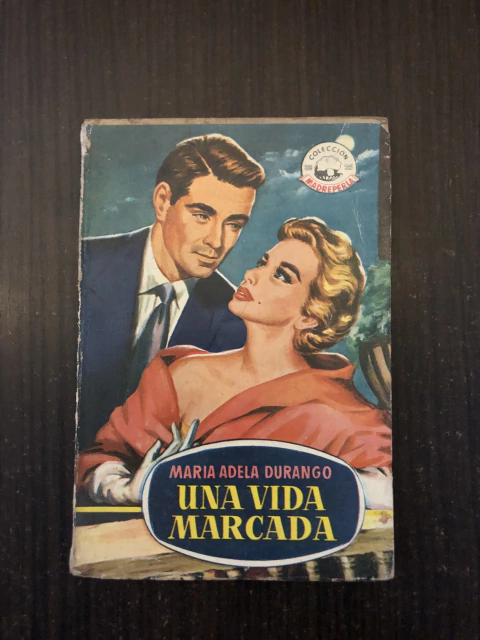 COLECCIÓN
MADREPERLA
MARIA ADELA DURANGO
UNA VIDA
MARCADA